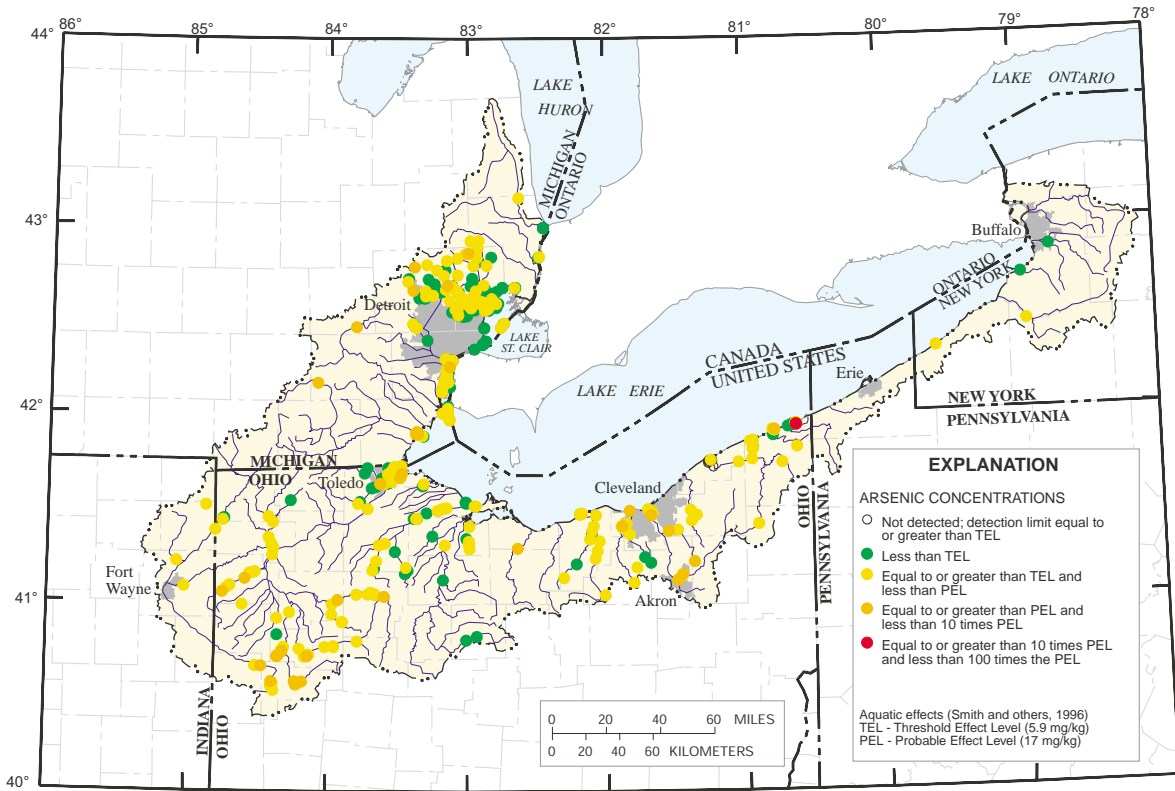 86°
85°
84°
83°
82°
81°
80°
79°
78°
44°
43°
42°
41°
40°
LAKE
HURON
LAKE ONTARIO
MICHIGAN
ONTARIO
Buffalo
ONTARIO
NEW YORK
Detroit
LAKE
ST. CLAIR
CANADA
UNITED STATES
LAKE ERIE
Erie
NEW YORK
PENNSYLVANIA
MICHIGAN
OHIO
Toledo
Cleveland
OHIO
PENNSYLVANIA
Fort
Wayne
Akron
INDIANA
OHIO
0 20 40 60 MILES
0 20 40 60 KILOMETERS
EXPLANATION
ARSENIC CONCENTRATIONS
Not detected; detection limit equal to
or greater than TEL
Less than TEL
Equal to or greater than TEL and
less than PEL
Equal to or greater than PEL and
less than 10 times PEL
Equal to or greater than 10 times PEL
and less than 100 times the PEL
Aquatic effects (Smith and others, 1996)
TEL - Threshold Effect Level (5.9 mg/kg)
PEL - Probable Effect Level (17 mg/kg)